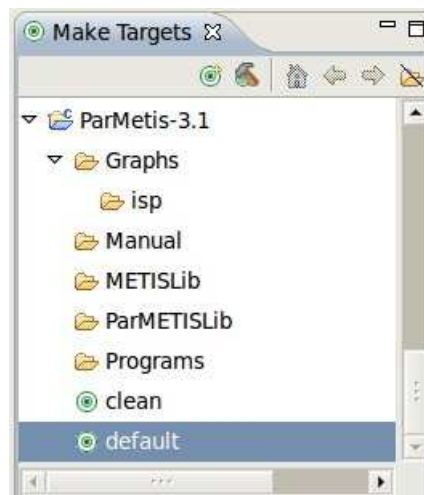 Make Targets
ParMetis-3.1
Graphs
isp
Manual
METISLib
ParMETISLib
Programs
clean
default